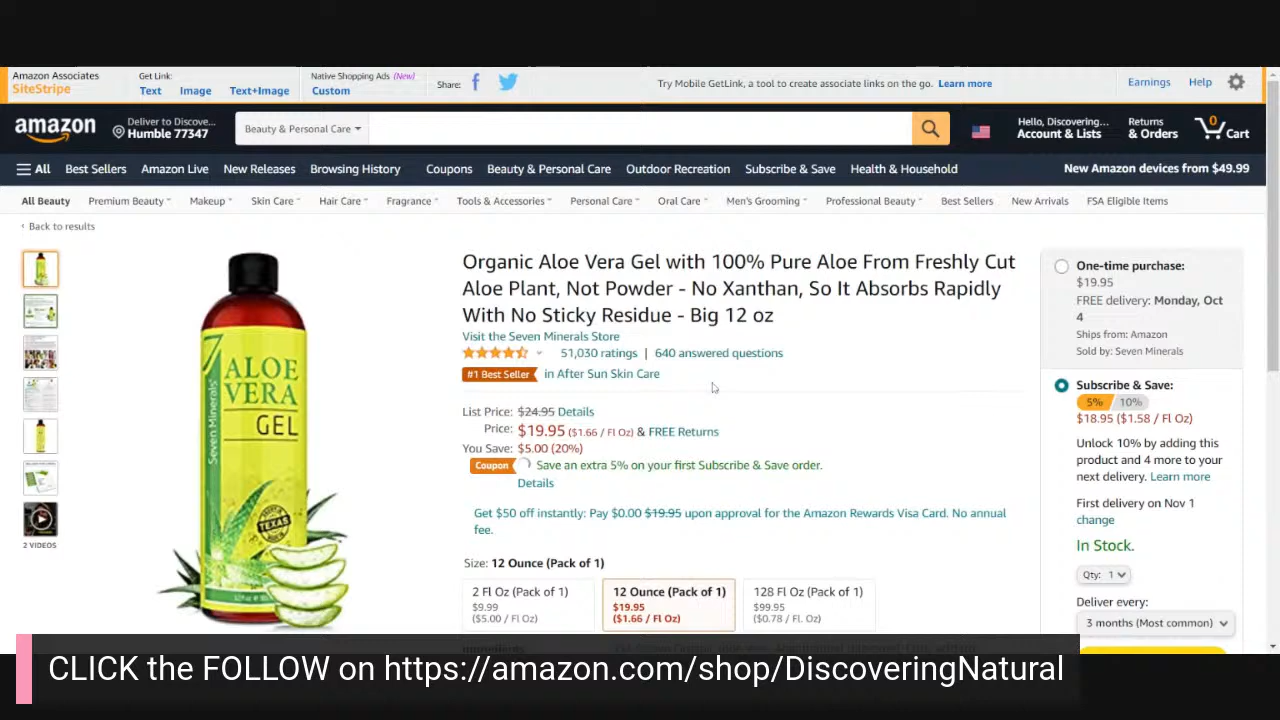 Amazon Associates
SiteStripe
Get Link:
Text Image Text+Image
Native Shopping Ads (New)
Custom
Share:
Try Mobile GetLink, a tool to create associate links on the go. Learn more
Earnings Help
amazon
Deliver to Discove...
Humble 77347
Beauty & Personal Care
Hello, Discovering...
Account & Lists
Returns
& Orders
0
Cart
All Best Sellers Amazon Live New Releases Browsing History Coupons Beauty & Personal Care Outdoor Recreation Subscribe & Save Health & Household New Amazon devices from $49.99
All Beauty Premium Beauty Makeup Skin Care Hair Care Fragrance Tools & Accessories Personal Care Oral Care Men's Grooming Professional Beauty Best Sellers New Arrivals FSA Eligible Items
‹ Back to results
2 VIDEOS
Seven Minerals
ALOE
VERA
GEL
TEXAS
Organic Aloe Vera Gel with 100% Pure Aloe From Freshly Cut
Aloe Plant, Not Powder - No Xanthan, So It Absorbs Rapidly
With No Sticky Residue - Big 12 oz
Visit the Seven Minerals Store
51,030 ratings | 640 answered questions
#1 Best Seller in After Sun Skin Care
List Price: $24.95 Details
Price: $19.95 ($1.66 / Fl Oz) & FREE Returns
You Save: $5.00 (20%)
Coupon Save an extra 5% on your first Subscribe & Save order.
Details
Get $50 off instantly: Pay $0.00 $19.95 upon approval for the Amazon Rewards Visa Card. No annual
fee.
Size: 12 Ounce (Pack of 1)
2 Fl Oz (Pack of 1)
$9.99
($5.00 / Fl Oz)
12 Ounce (Pack of 1)
$19.95
($1.66 / Fl Oz)
128 Fl Oz (Pack of 1)
$99.95
($0.78 / Fl. Oz)
One-time purchase:
$19.95
FREE delivery: Monday, Oct
4
Ships from: Amazon
Sold by: Seven Minerals
Subscribe & Save:
5% 10%
$18.95 ($1.58 / Fl Oz)
Unlock 10% by adding this
product and 4 more to your
next delivery. Learn more
First delivery on Nov 1
change
In Stock.
Qty: 1
Deliver every:
3 months (Most common)
CLICK the FOLLOW on https://amazon.com/shop/DiscoveringNatural